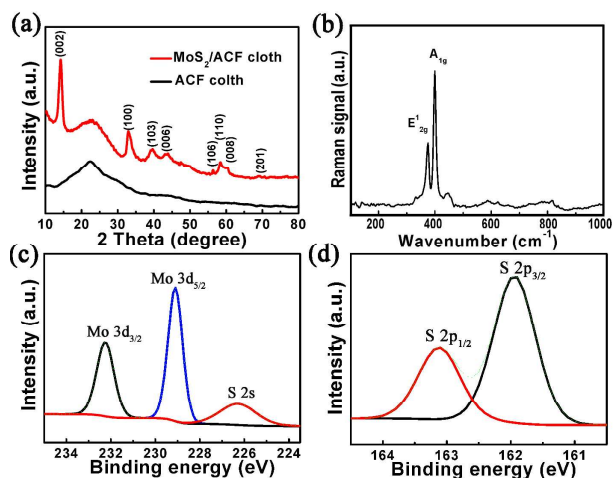 (a)
(002)
MoS₂/ACF cloth
ACF colth
(100)
(103)
(006)
(106)
(110)
(008)
(201)
Intensity (a.u.)
10 20 30 40 50 60 70 80
2 Theta (degree)
(b)
A₁g
E¹₂g
Raman signal (a.u.)
200 400 600 800 1000
Wavenumber (cm⁻¹)
(c)
Mo 3d₅/₂
Mo 3d₃/₂
S 2s
Intensity (a.u.)
234 232 230 228 226 224
Binding energy (eV)
(d)
S 2p₃/₂
S 2p₁/₂
Intensity (a.u.)
164 163 162 161
Binding energy (eV)